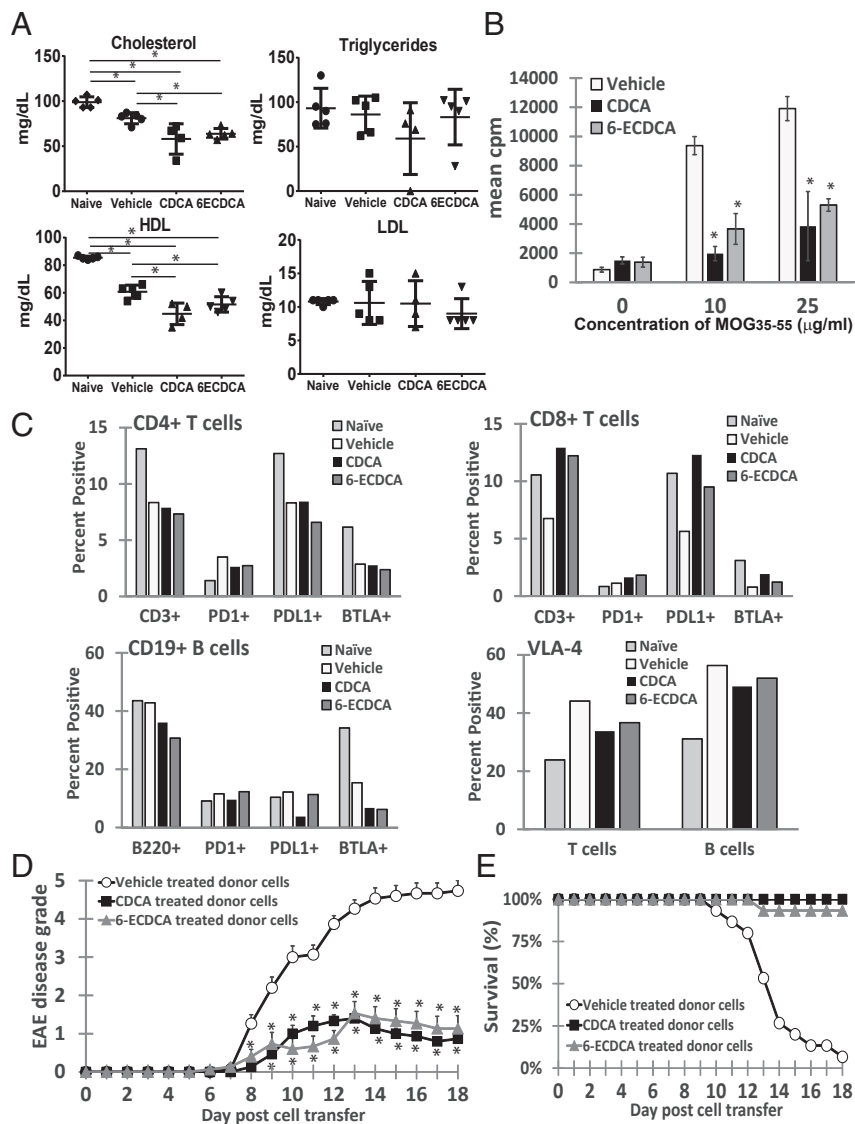 A
Cholesterol
mg/dL
150
100
50
0
Naive Vehicle CDCA 6ECDCA
* * * * *
Triglycerides
mg/dL
150
100
50
0
Naive Vehicle CDCA 6ECDCA
HDL
mg/dL
100
80
60
40
20
0
Naive Vehicle CDCA 6ECDCA
* * * * *
LDL
mg/dL
20
15
10
5
0
Naive Vehicle CDCA 6ECDCA
B
Vehicle
CDCA
6-ECDCA
mean cpm
14000
12000
10000
8000
6000
4000
2000
0
* * * *
0 10 25
Concentration of MOG35-55 (µg/ml)
C
CD4+ T cells
Naïve
Vehicle
CDCA
6-ECDCA
Percent Positive
15
10
5
0
CD3+ PD1+ PDL1+ BTLA+
CD8+ T cells
Naïve
Vehicle
CDCA
6-ECDCA
Percent Positive
15
10
5
0
CD3+ PD1+ PDL1+ BTLA+
CD19+ B cells
Naïve
Vehicle
CDCA
6-ECDCA
Percent Positive
60
40
20
0
B220+ PD1+ PDL1+ BTLA+
VLA-4
Naïve
Vehicle
CDCA
6-ECDCA
Percent Positive
60
40
20
0
T cells B cells
D
Vehicle treated donor cells
CDCA treated donor cells
6-ECDCA treated donor cells
EAE disease grade
5
4
3
2
1
0
* * * * * * * * * * *
* * * * * * * * * *
0 2 4 6 8 10 12 14 16 18
Day post cell transfer
E
Survival (%)
100%
75%
50%
25%
0%
Vehicle treated donor cells
CDCA treated donor cells
6-ECDCA treated donor cells
0 2 4 6 8 10 12 14 16 18
Day post cell transfer